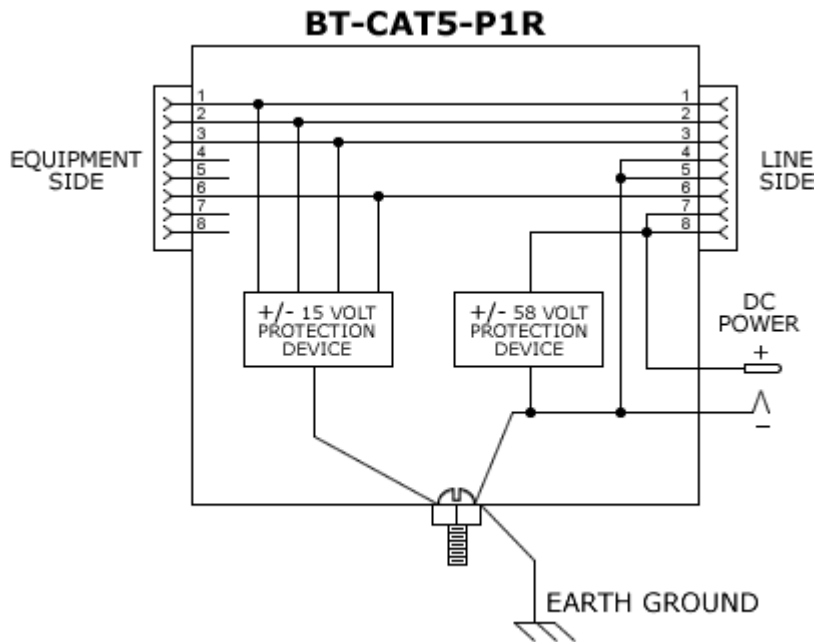 BT-CAT5-P1R
1
2
3
4
5
6
7
8
EQUIPMENT
SIDE
1
2
3
4
5
6
7
8
LINE
SIDE
+/- 15 VOLT
PROTECTION
DEVICE
+/- 58 VOLT
PROTECTION
DEVICE
DC
POWER
+
–
EARTH GROUND